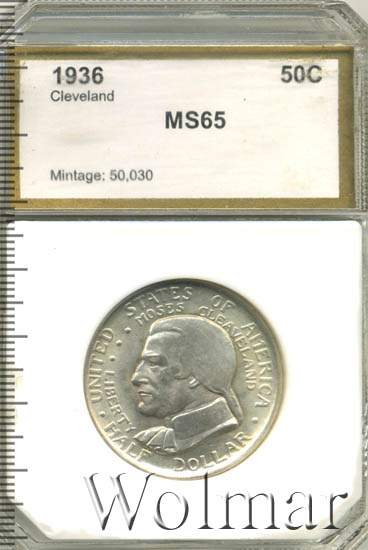 1936 50C
Cleveland
MS65
Mintage: 50,030
UNITED STATES OF AMERICA
MOSES CLEAVELAND
LIBERTY
HALF DOLLAR
Wolmar